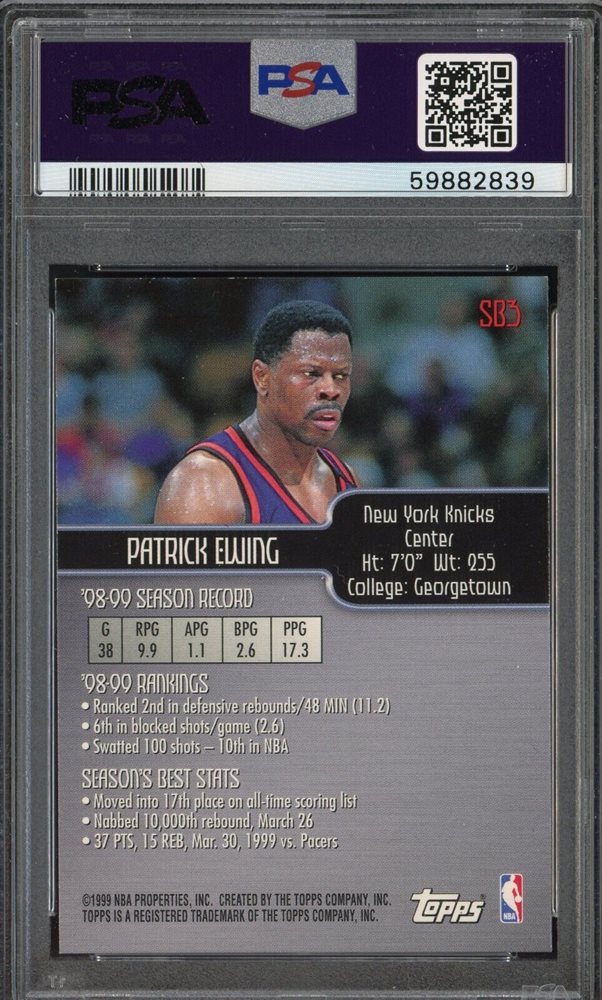 PSA
PSA
59882839
SB3
New York Knicks
Center
Ht: 7'0" Wt: 255
College: Georgetown
PATRICK EWING
'98-99 SEASON RECORD
G RPG APG BPG PPG
38 9.9 1.1 2.6 17.3
'98-99 RANKINGS
• Ranked 2nd in defensive rebounds/48 MIN (11.2)
• 6th in blocked shots/game (2.6)
• Swatted 100 shots – 10th in NBA
SEASON'S BEST STATS
• Moved into 17th place on all-time scoring list
• Nabbed 10,000th rebound, March 26
• 37 PTS, 15 REB, Mar. 30, 1999 vs. Pacers
©1999 NBA PROPERTIES, INC. CREATED BY THE TOPPS COMPANY, INC.
TOPPS IS A REGISTERED TRADEMARK OF THE TOPPS COMPANY, INC.
Topps®
NBA
PSA